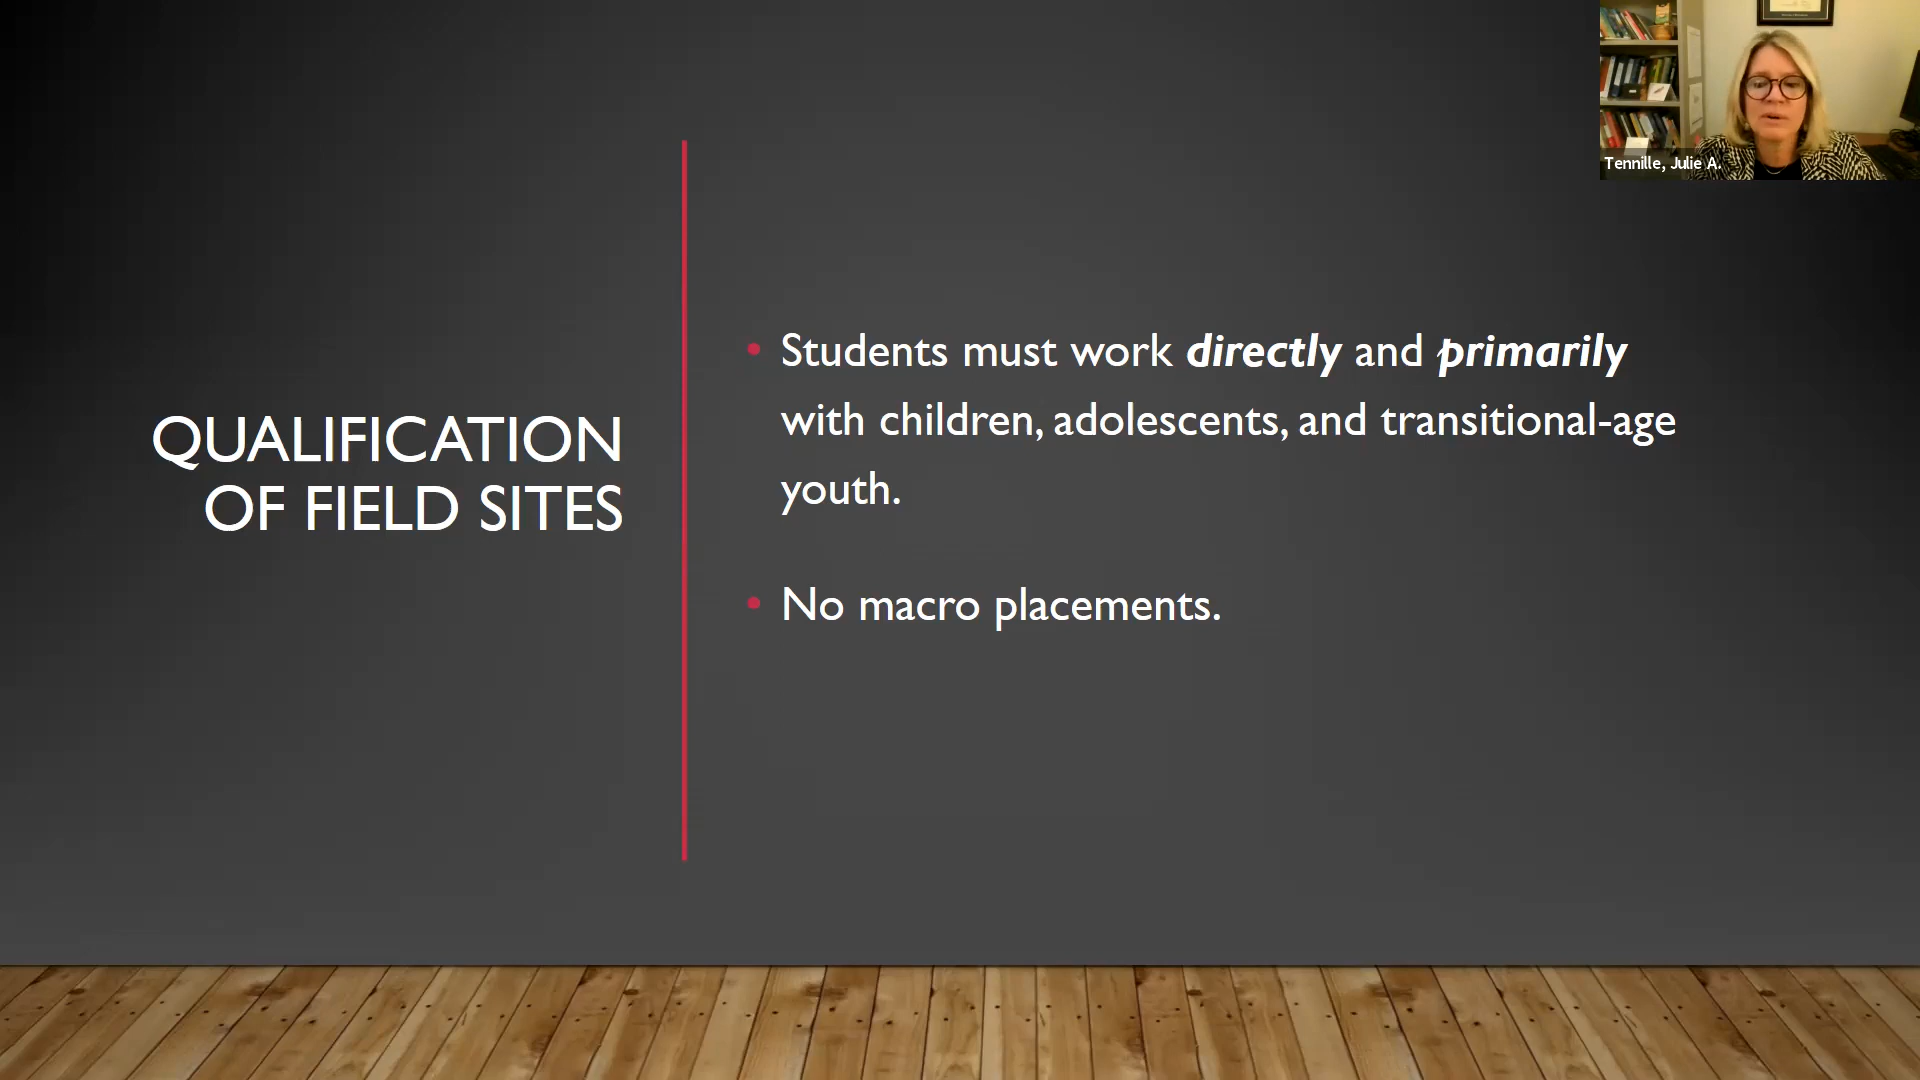 QUALIFICATION
OF FIELD SITES
• Students must work directly and primarily
with children, adolescents, and transitional-age
youth.
• No macro placements.
Tennille, Julie A.